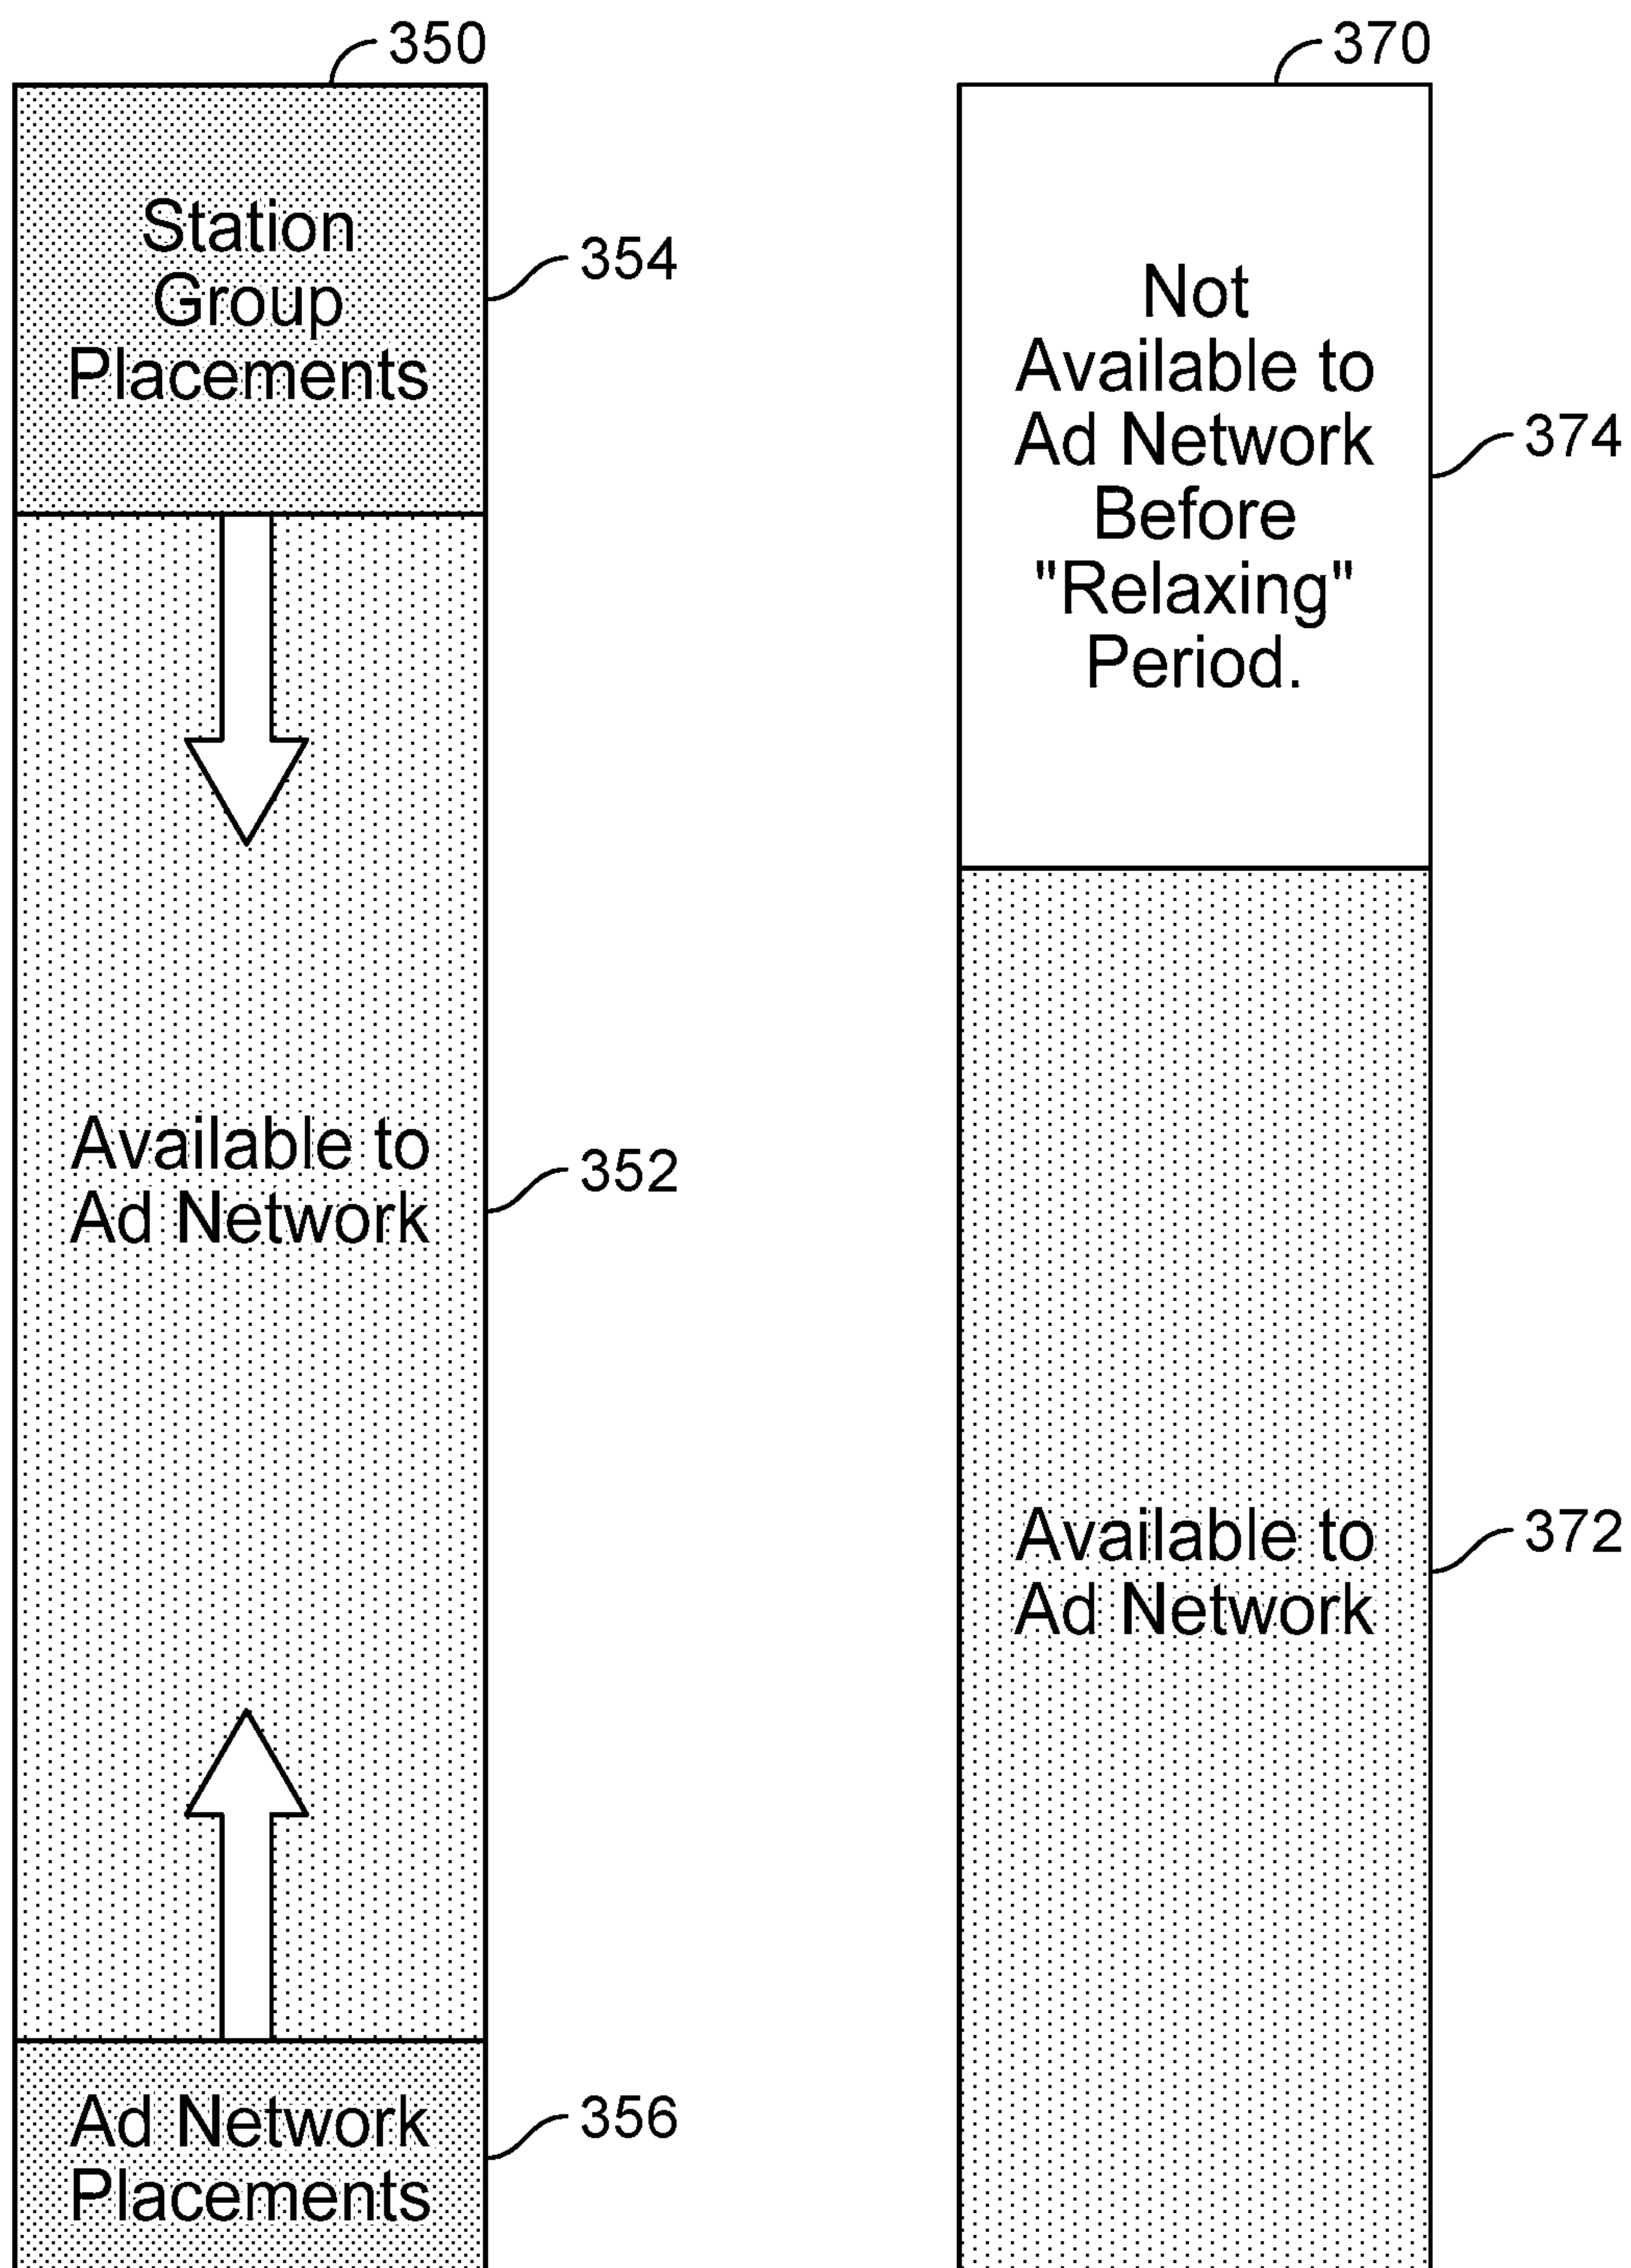 350
Station
Group
Placements
354
Available to
Ad Network
352
Ad Network
Placements
356
370
Not
Available to
Ad Network
Before
"Relaxing"
Period.
374
Available to
Ad Network
372